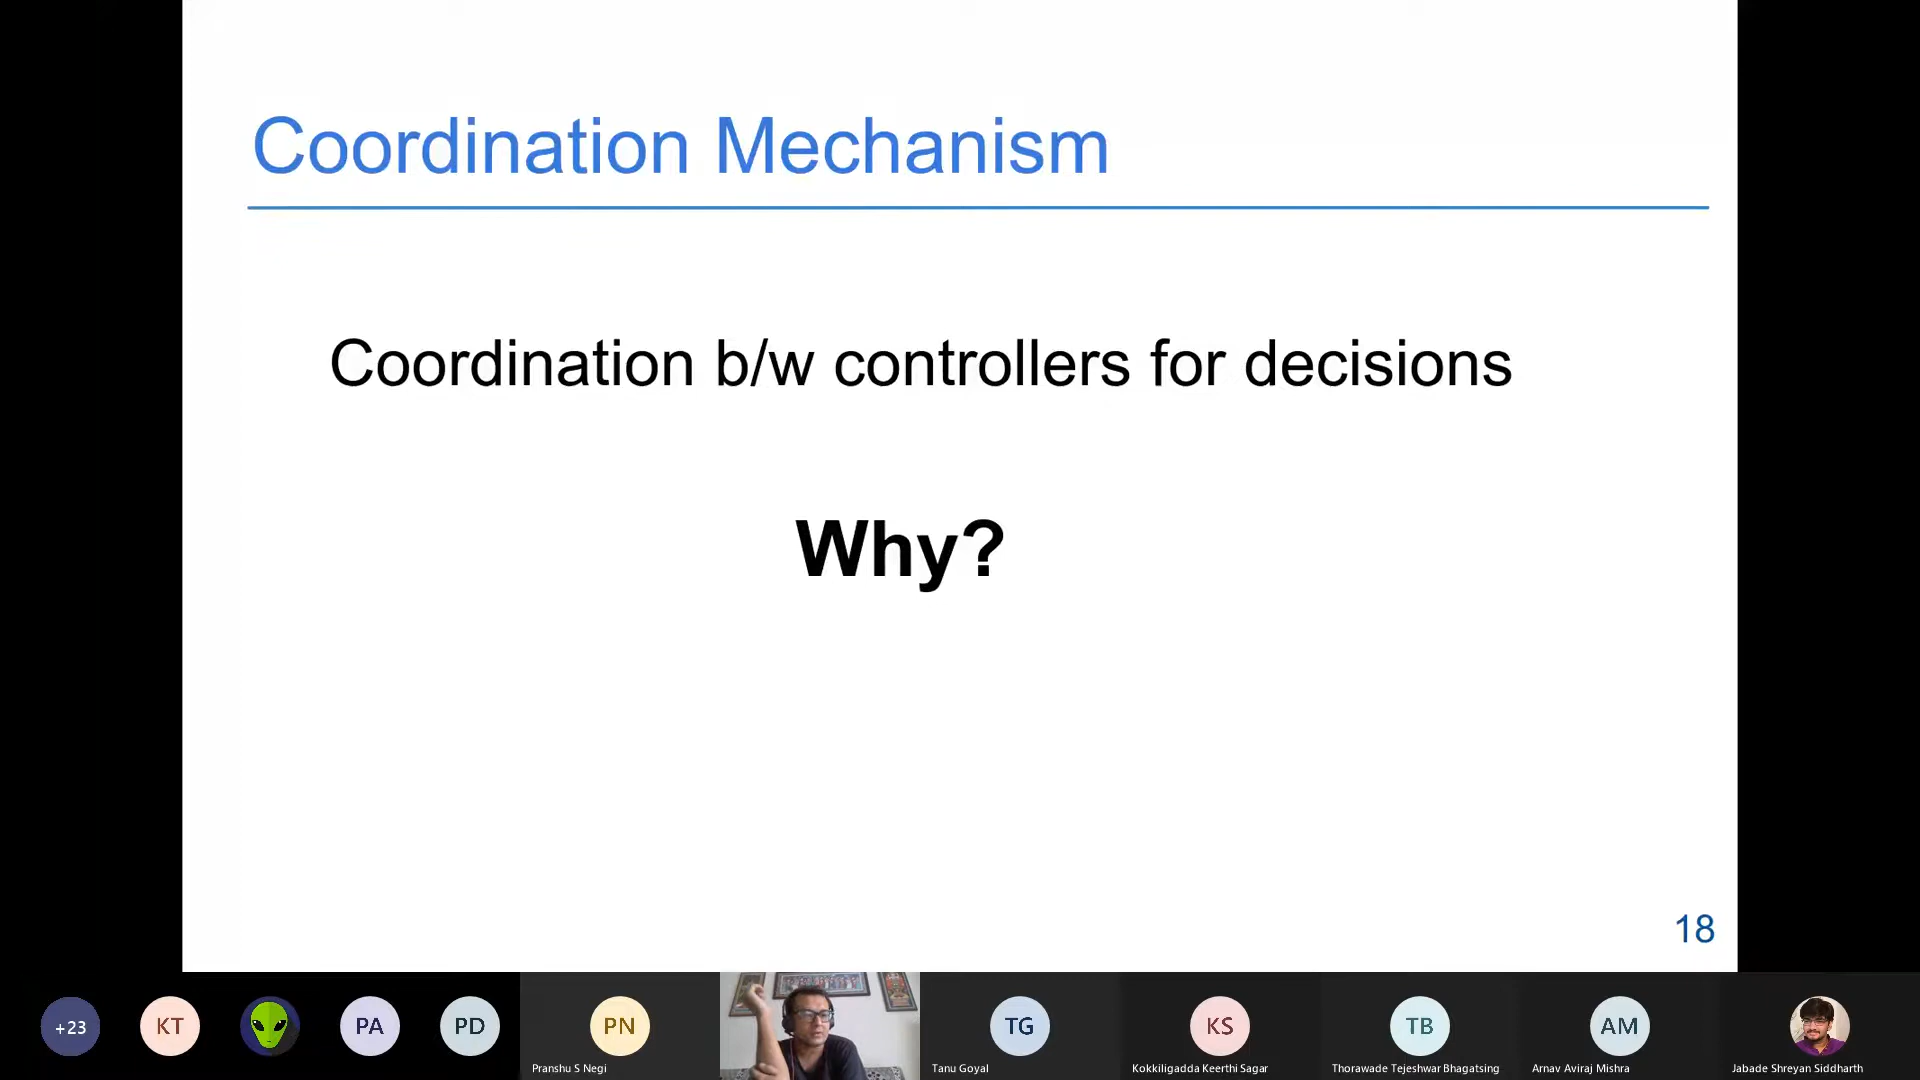 Coordination Mechanism
Coordination b/w controllers for decisions
Why?
18
+23
KT
PA
PD
PN
TG
KS
TB
AM
Pranshu S Negi
Tanu Goyal
Kokkiligadda Keerthi Sagar
Thorawade Tejeshwar Bhagatsing
Arnav Aviraj Mishra
Jabade Shreyan Siddharth